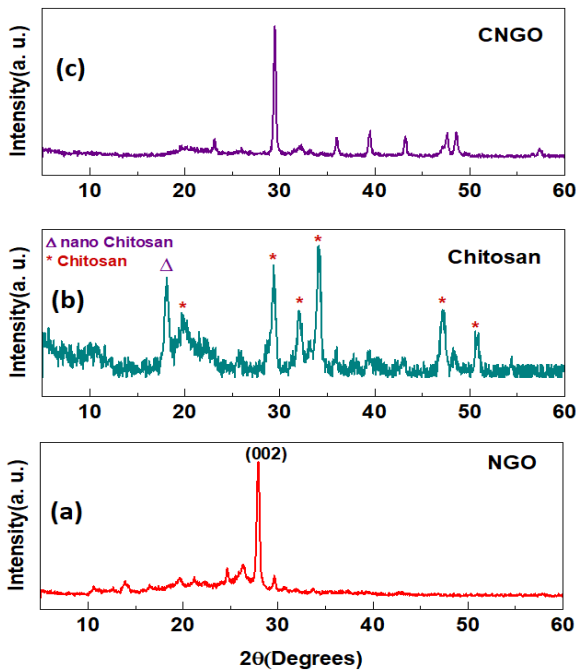 CNGO
(c)
Intensity(a. u.)
10 20 30 40 50 60
Δ nano Chitosan
* Chitosan
Δ
*
*
*
*
*
*
Chitosan
(b)
Intensity(a. u.)
10 20 30 40 50 60
(002)
NGO
(a)
Intensity(a. u.)
10 20 30 40 50 60
2θ(Degrees)